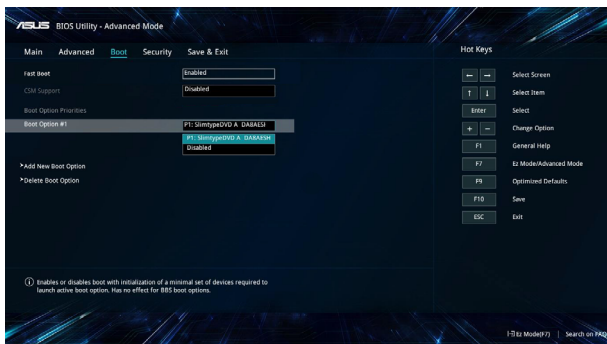 ASUS BIOS Utility - Advanced Mode
Main Advanced Boot Security Save & Exit
Hot Keys
Fast Boot Enabled
CSM Support Disabled
Boot Option Priorities
Boot Option #1 P1: SlimtypeDVD A DA8AESH
P1: SlimtypeDVD A DA8AESH
Disabled
>Add New Boot Option
>Delete Boot Option
← → Select Screen
↑ ↓ Select Item
Enter Select
+ − Change Option
F1 General Help
F7 Ez Mode/Advanced Mode
F9 Optimized Defaults
F10 Save
ESC Exit
Enables or disables boot with initialization of a minimal set of devices required to
launch active boot option. Has no effect for BBS boot options.
Ez Mode(F7) | Search on FAQ